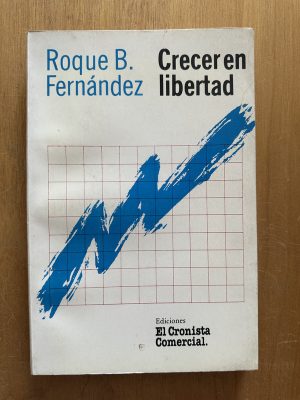 Roque B.
Fernández
Crecer en
libertad
Ediciones
El Cronista
Comercial.